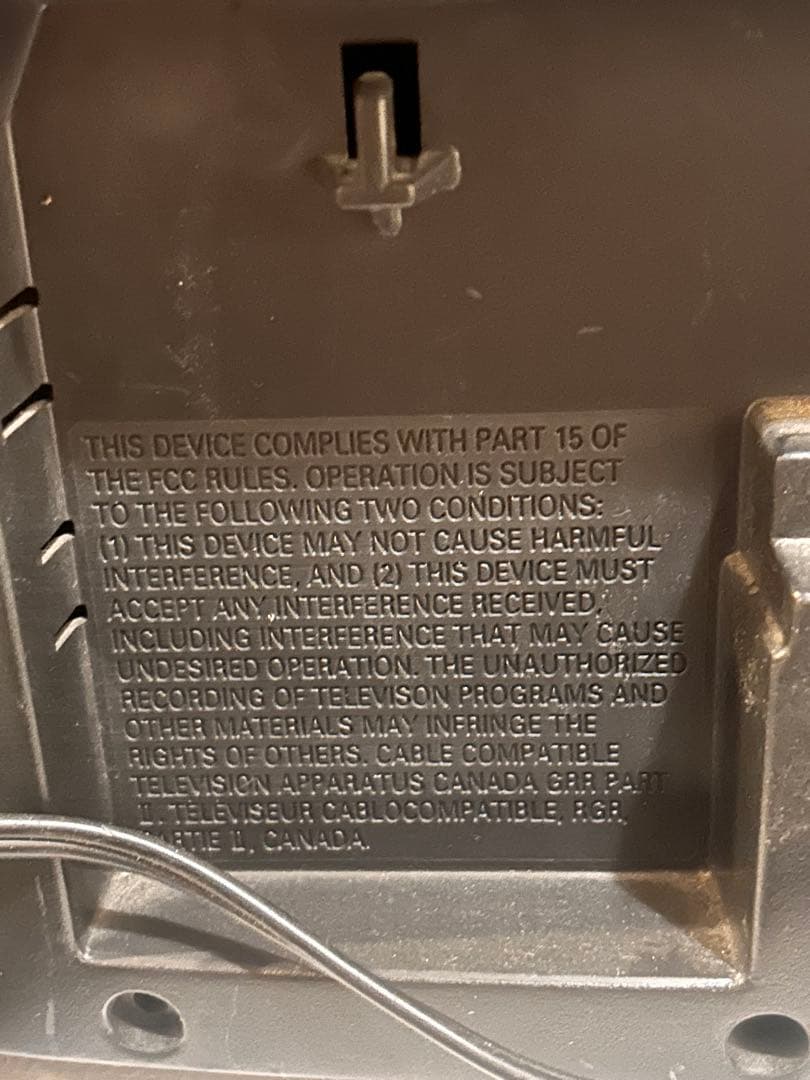 THIS DEVICE COMPLIES WITH PART 15 OF
THE FCC RULES. OPERATION IS SUBJECT
TO THE FOLLOWING TWO CONDITIONS:
(1) THIS DEVICE MAY NOT CAUSE HARMFUL
INTERFERENCE, AND (2) THIS DEVICE MUST
ACCEPT ANY INTERFERENCE RECEIVED,
INCLUDING INTERFERENCE THAT MAY CAUSE
UNDESIRED OPERATION. THE UNAUTHORIZED
RECORDING OF TELEVISON PROGRAMS AND
OTHER MATERIALS MAY INFRINGE THE
RIGHTS OF OTHERS. CABLE COMPATIBLE
TELEVISION APPARATUS CANADA GRR PART
II. TÉLÉVISEUR CABLOCOMPATIBLE, RGR,
PARTIE II, CANADA.